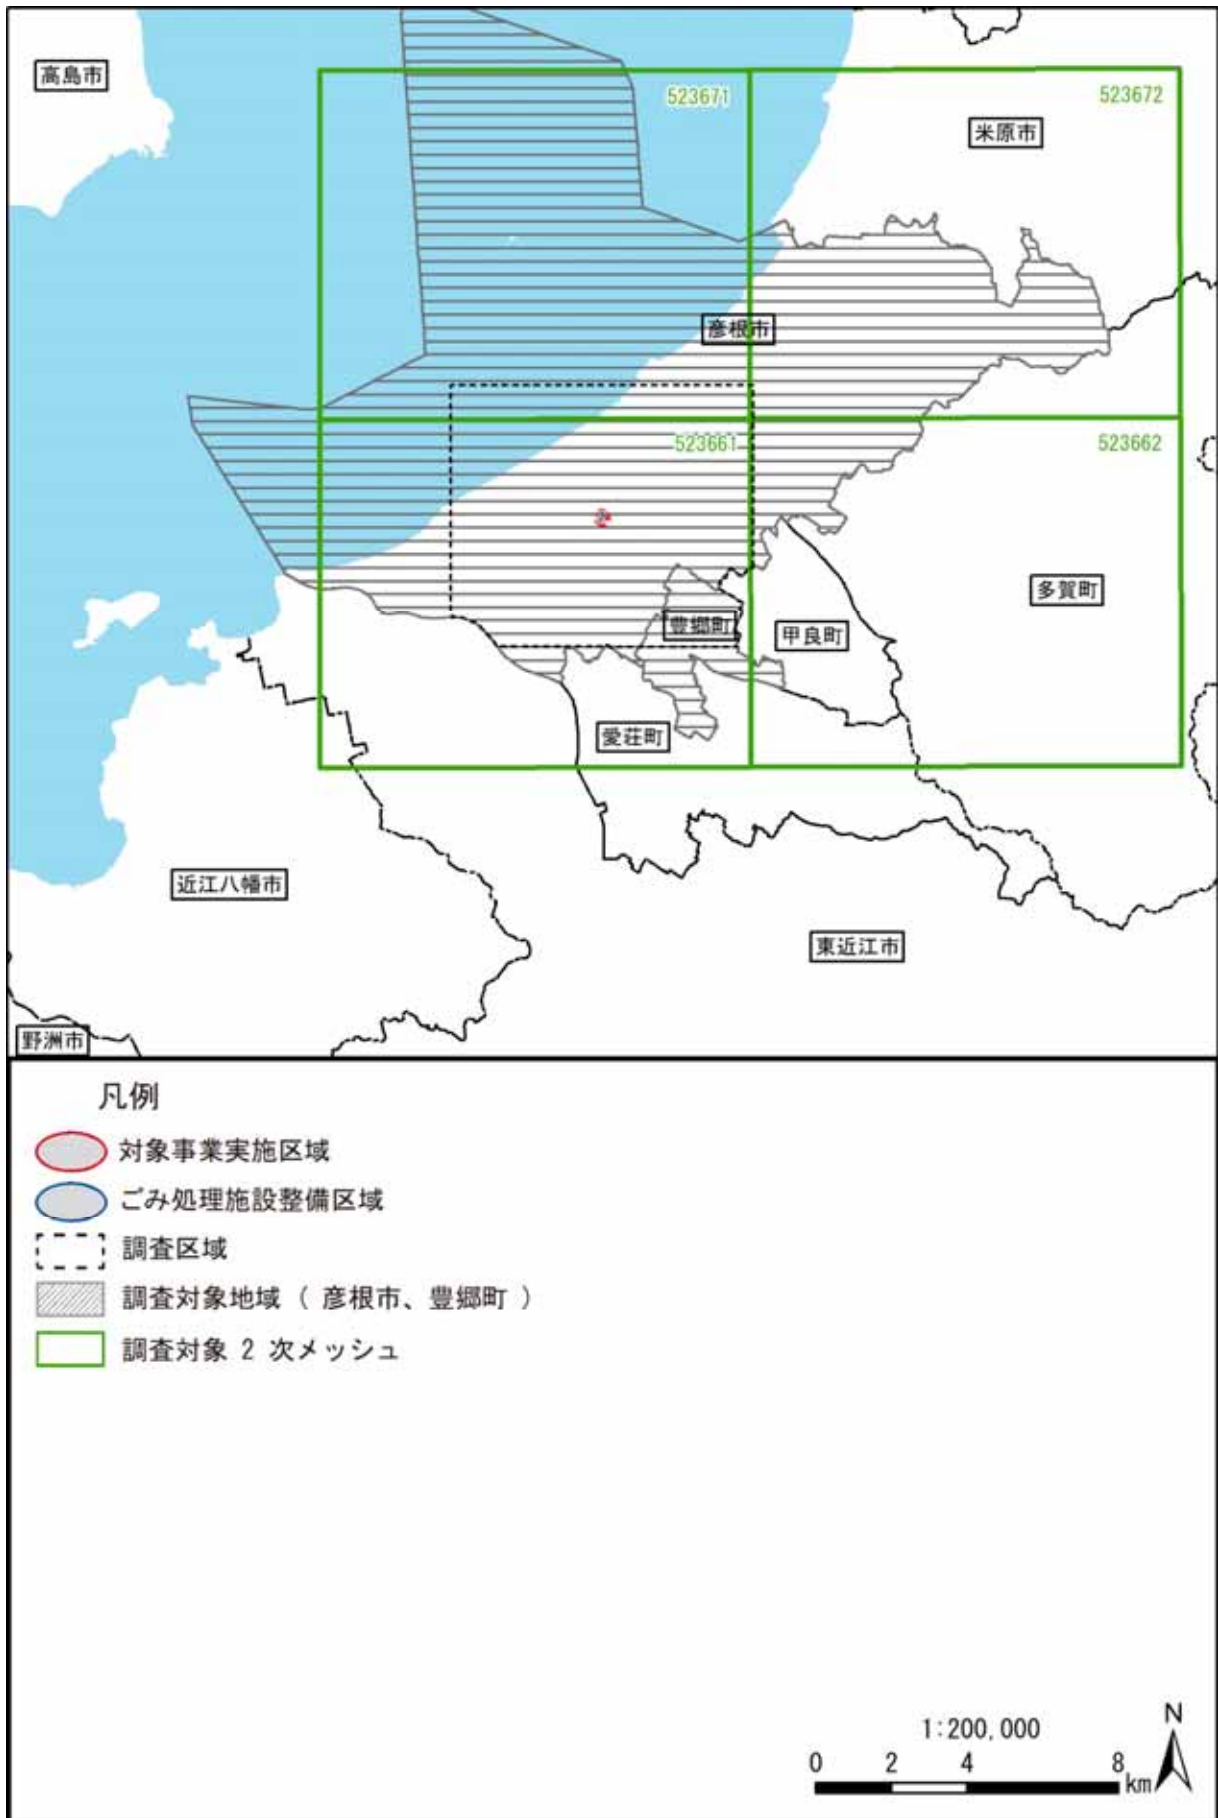 高島市
523671
523672
米原市
彦根市
523661
523662
豊郷町
甲良町
多賀町
愛荘町
近江八幡市
東近江市
野洲市
凡例
対象事業実施区域
ごみ処理施設整備区域
調査区域
調査対象地域 ( 彦根市、豊郷町 )
調査対象 2 次メッシュ
1:200,000
N
0 2 4 8
km